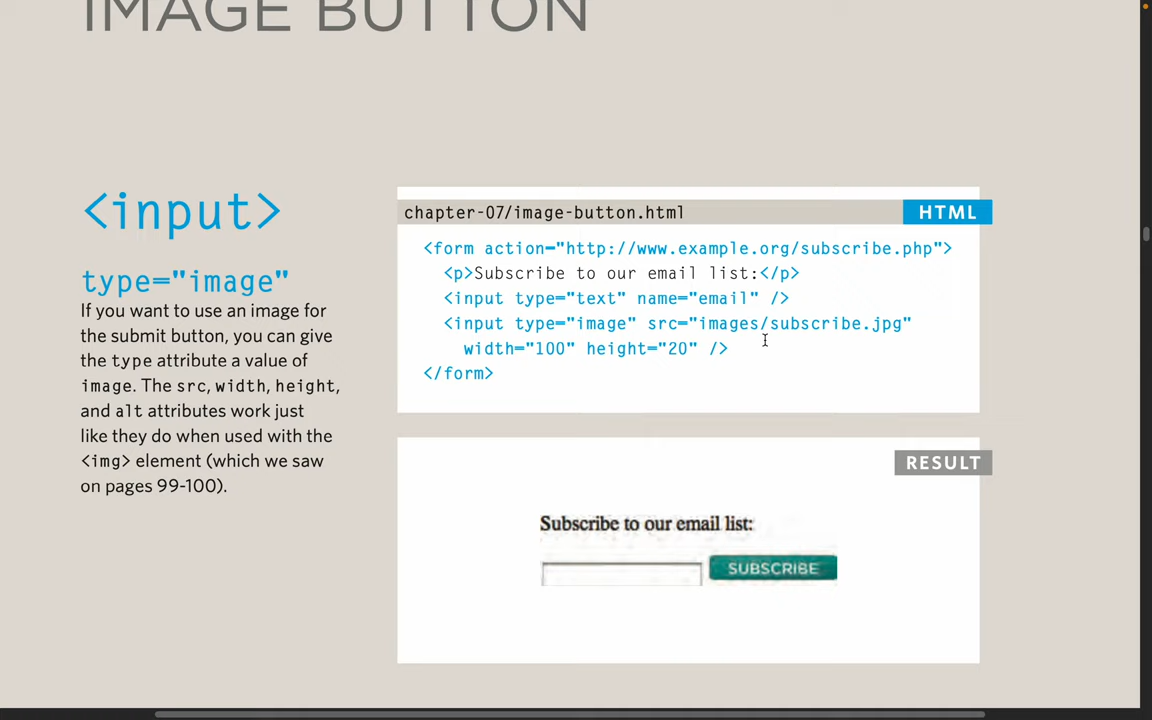 IMAGE BUTTON
<input>
type="image"
If you want to use an image for
the submit button, you can give
the type attribute a value of
image. The src, width, height,
and alt attributes work just
like they do when used with the
<img> element (which we saw
on pages 99-100).
chapter-07/image-button.html
HTML
<form action="http://www.example.org/subscribe.php">
<p>Subscribe to our email list:</p>
<input type="text" name="email" />
<input type="image" src="images/subscribe.jpg"
width="100" height="20" />
</form>
RESULT
Subscribe to our email list:
SUBSCRIBE